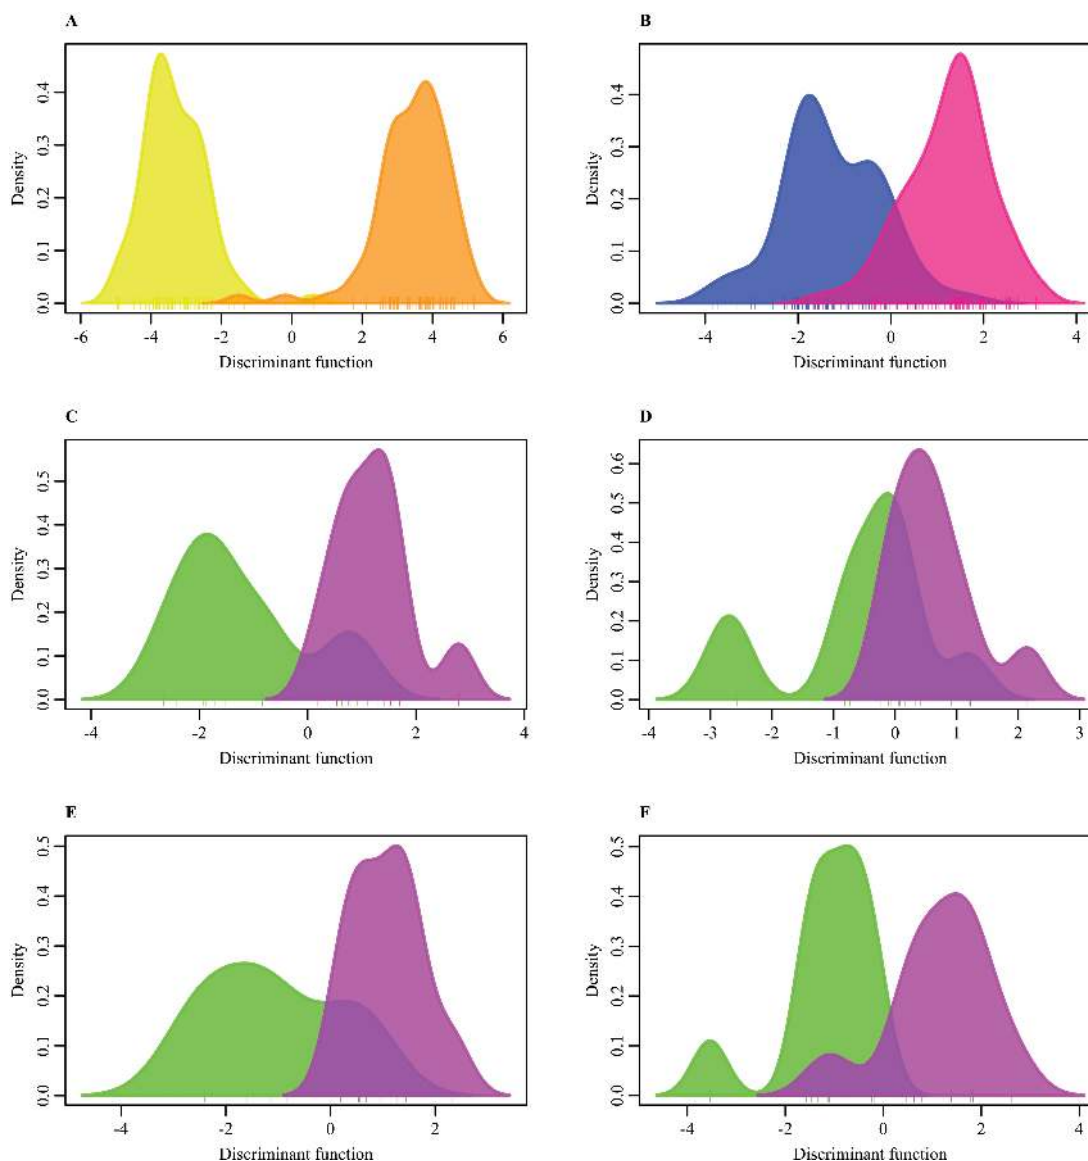 A
B
Density
0.0 0.1 0.2 0.3 0.4
-6 -4 -2 0 2 4 6
Discriminant function
Density
0.0 0.1 0.2 0.3 0.4
-4 -2 0 2 4
Discriminant function
C
D
Density
0.0 0.1 0.2 0.3 0.4 0.5
-4 -2 0 2 4
Discriminant function
Density
0.0 0.1 0.2 0.3 0.4 0.5 0.6
-4 -3 -2 -1 0 1 2 3
Discriminant function
E
F
Density
0.0 0.1 0.2 0.3 0.4 0.5
-4 -2 0 2
Discriminant function
Density
0.0 0.1 0.2 0.3 0.4 0.5
-4 -2 0 2 4
Discriminant function